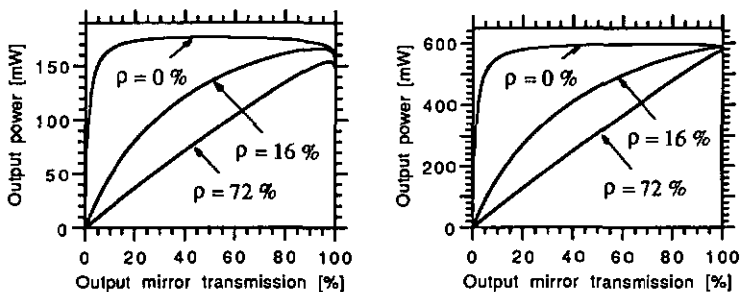 Output power [mW]
150
100
50
0
ρ = 0 %
ρ = 16 %
ρ = 72 %
0 20 40 60 80 100
Output mirror transmission [%]
Output power [mW]
600
400
200
0
ρ = 0 %
ρ = 16 %
ρ = 72 %
0 20 40 60 80 100
Output mirror transmission [%]